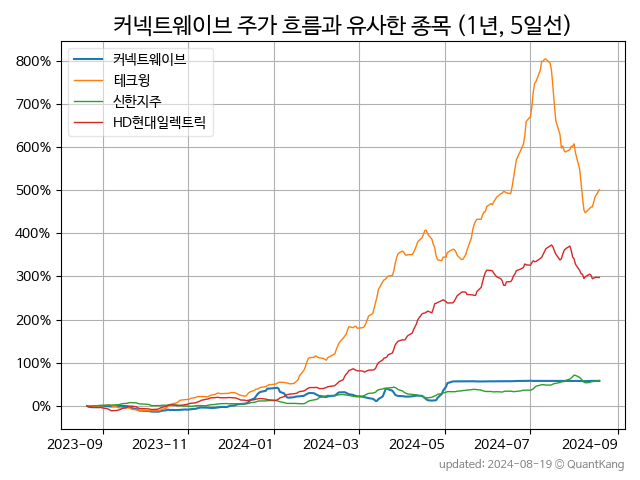 커넥트웨이브 주가 흐름과 유사한 종목 (1년, 5일선)
커넥트웨이브
테크윙
신한지주
HD현대일렉트릭
800%
700%
600%
500%
400%
300%
200%
100%
0%
2023-09 2023-11 2024-01 2024-03 2024-05 2024-07 2024-09
updated: 2024-08-19 © QuantKang